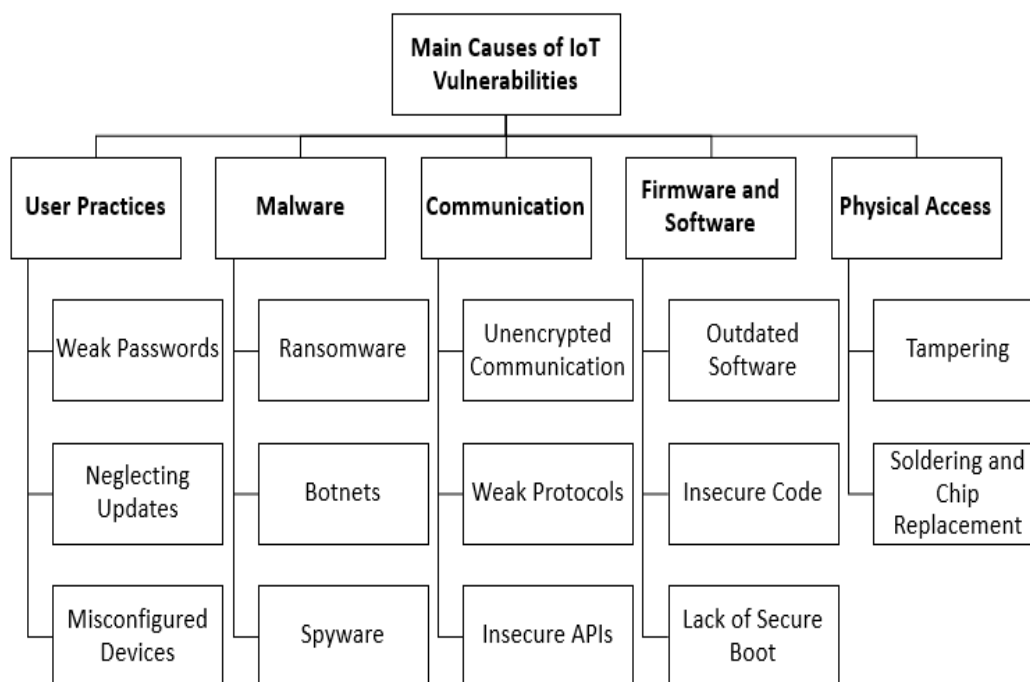 Main Causes of IoT
Vulnerabilities
User Practices
Malware
Communication
Firmware and
Software
Physical Access
Weak Passwords
Ransomware
Unencrypted
Communication
Outdated
Software
Tampering
Neglecting
Updates
Botnets
Weak Protocols
Insecure Code
Soldering and
Chip
Replacement
Misconfigured
Devices
Spyware
Insecure APIs
Lack of Secure
Boot